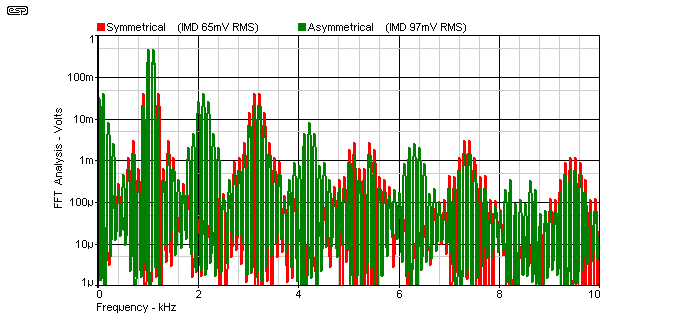 esp
Symmetrical (IMD 65mV RMS) Asymmetrical (IMD 97mV RMS)
1
100m
10m
1m
100µ
10µ
1µ
FFT Analysis - Volts
0 2 4 6 8 10
Frequency - kHz